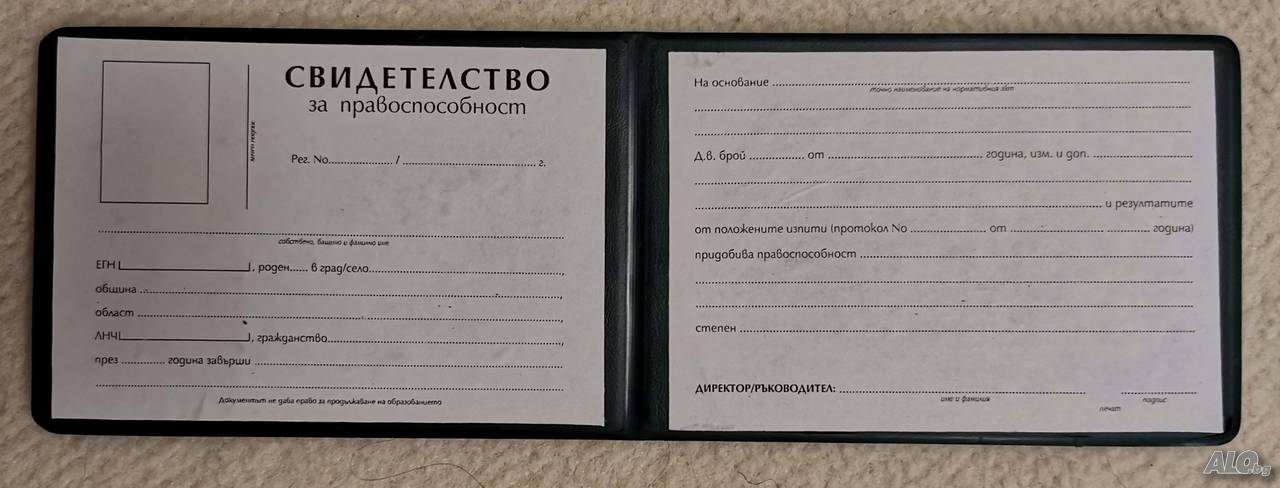 СВИДЕТЕЛСТВО
за правоспособност
Рег. No.................. / ........................................ г.
собствено, бащино и фамилно име
ЕГН, роден...... в град/село..........................................,
община ..........................................,
област ..........................................,
ЛНЧ, гражданство..........................................,
през ............ година завърши ..........................................
Документът не дава право за продължаване на образованието
На основание ..........................................
точно наименование на нормативния акт
Д.в. брой ............... от .......................................... година, изм. и доп. ...........................
.......................................... и резултатите
от положените изпити (протокол No .................... от ......................... ............ година)
придобива правоспособност ..........................................
степен ..........................................
ДИРЕКТОР/РЪКОВОДИТЕЛ: .......................................... ....................
име и фамилия подпис
печат
ALO.bg